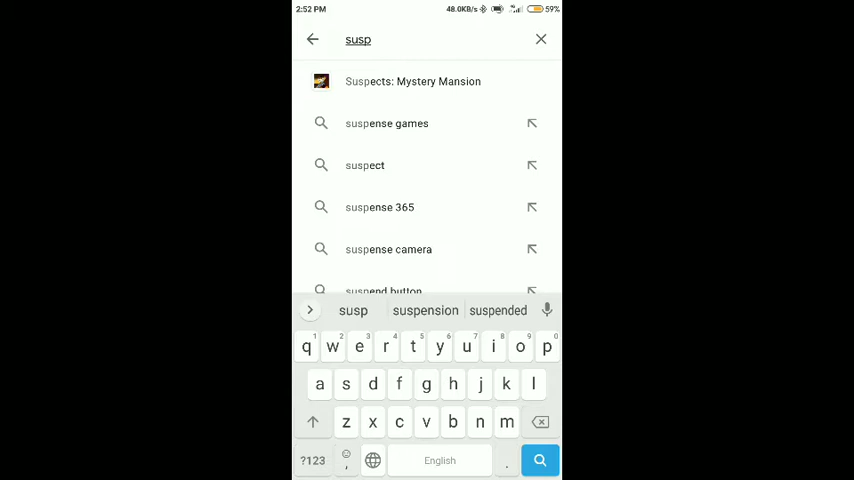 2:52 PM 48.0KB/s 59%
susp
Suspects: Mystery Mansion
suspense games
suspect
suspense 365
suspense camera
suspend button
susp suspension suspended
1 2 3 4 5 6 7 8 9 0
q w e r t y u i o p
a s d f g h j k l
z x c v b n m
?123 , English .